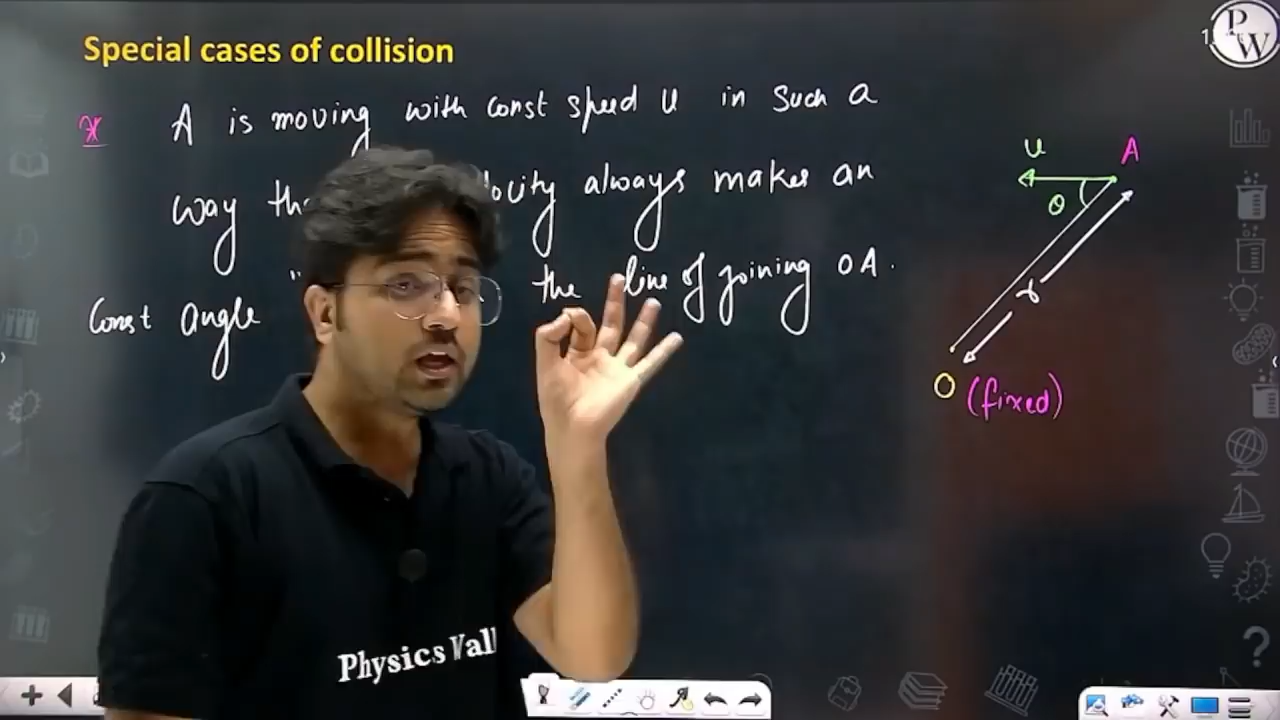 Special cases of collision
A is moving with const speed u in such a
way always makes an
const angle the line of joining OA.
u
A
θ
r
O (fixed)
PW
Physics Wall